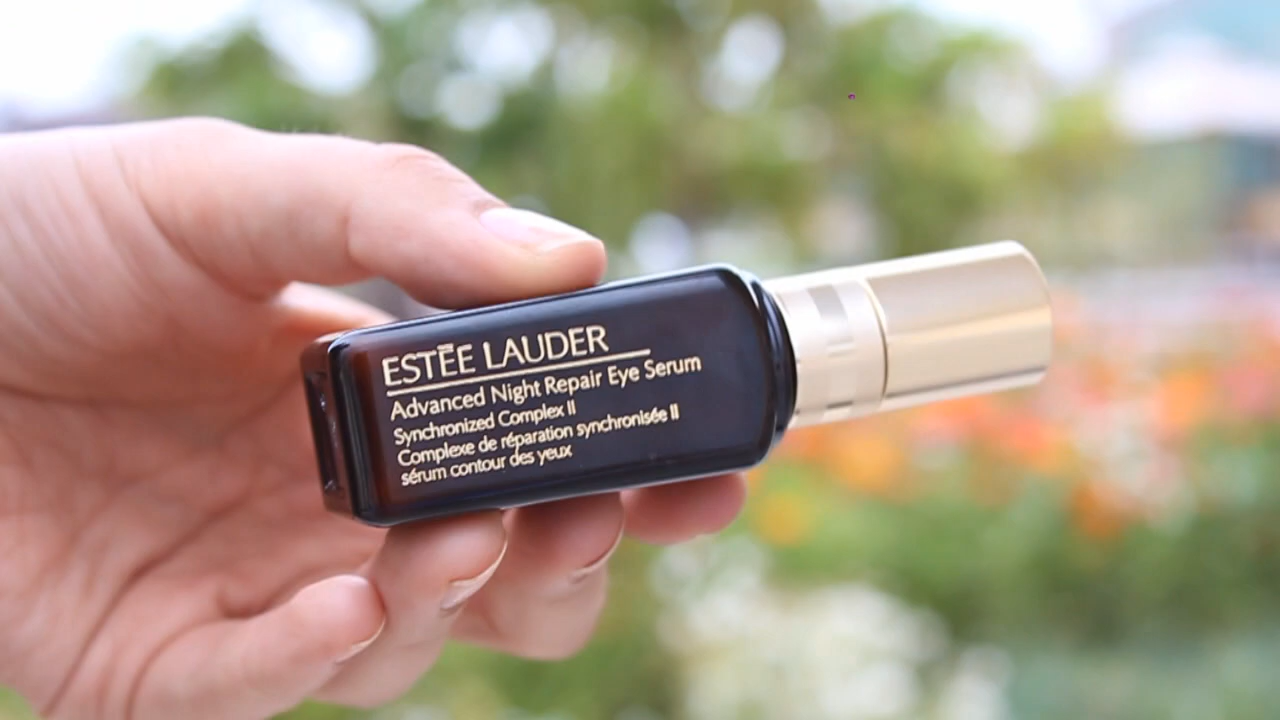 ESTĒE LAUDER
Advanced Night Repair Eye Serum
Synchronized Complex II
Complexe de réparation synchronisée II
sérum contour des yeux